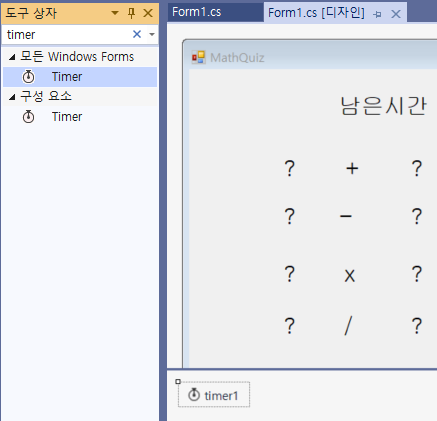 도구 상자
timer
모든 Windows Forms
Timer
구성 요소
Timer
Form1.cs
Form1.cs [디자인]
MathQuiz
남은시간
? + ?
? - ?
? x ?
? / ?
timer1